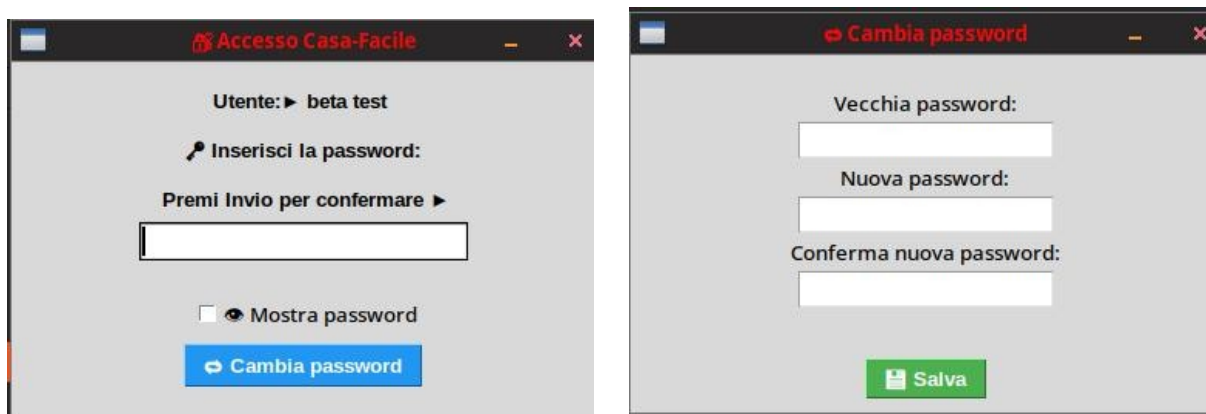 Accesso Casa-Facile
Utente:► beta test
Inserisci la password:
Premi Invio per confermare ►
Mostra password
Cambia password
Cambia password
Vecchia password:
Nuova password:
Conferma nuova password:
Salva